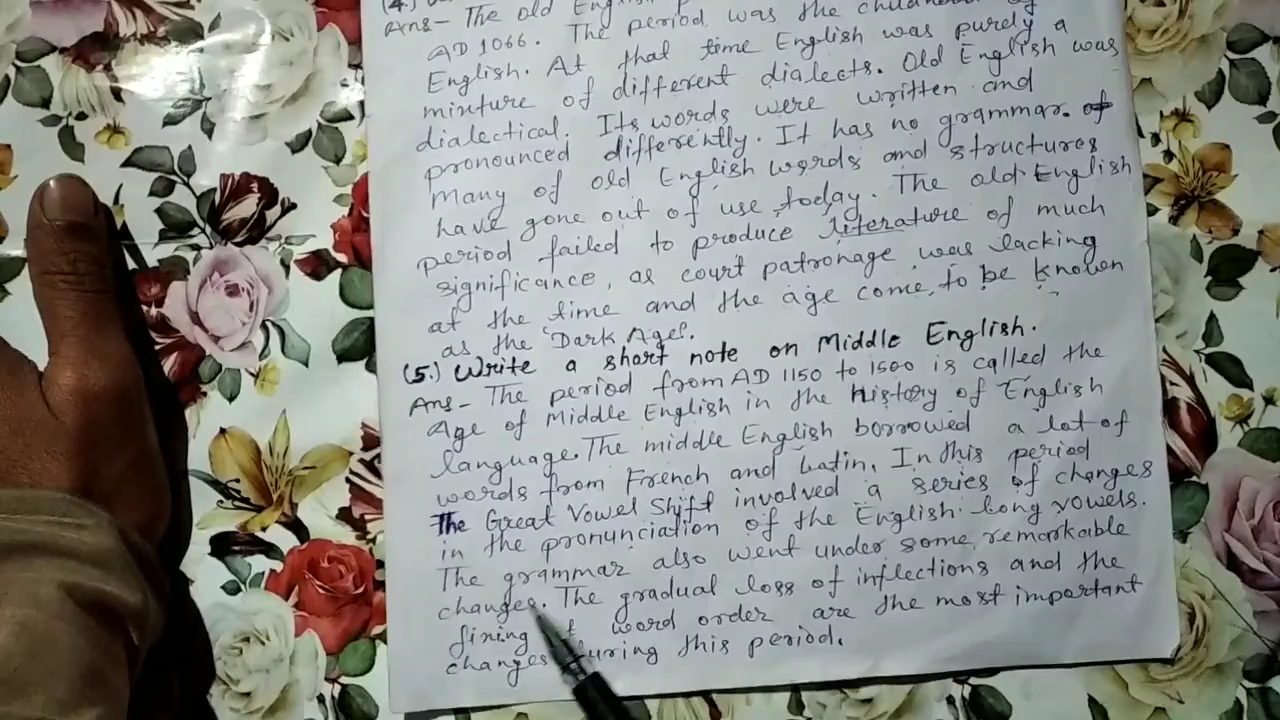 (4.)
Ans- The old English The period was the childhood of
AD 1066. The period was the
English. At that time English was purely a
mixture of different dialects. Old English was
dialectical. Its words were written and
pronounced differently. It has no grammar. of
Many of old English words and structures
have gone out of use today. The old English
period failed to produce literature of much
significance, as court patronage was lacking
at the time and the age come to be known
as the 'Dark Ages'.
(5.) Write a short note on Middle English.
Ans- The period from AD 1150 to 1500 is called the
Age of Middle English in the History of English
language. The middle English borrowed a lot of
words from French and Latin. In this period
The Great Vowel Shift involved a series of changes
in the pronunciation of the English long vowels.
The grammar also went under some remarkable
changes. The gradual loss of inflections and the
fixing word order are the most important
changes during this period.